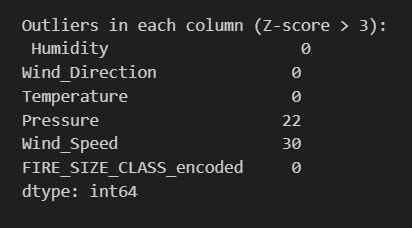 Outliers in each column (Z-score > 3):
Humidity 0
Wind_Direction 0
Temperature 0
Pressure 22
Wind_Speed 30
FIRE_SIZE_CLASS_encoded 0
dtype: int64